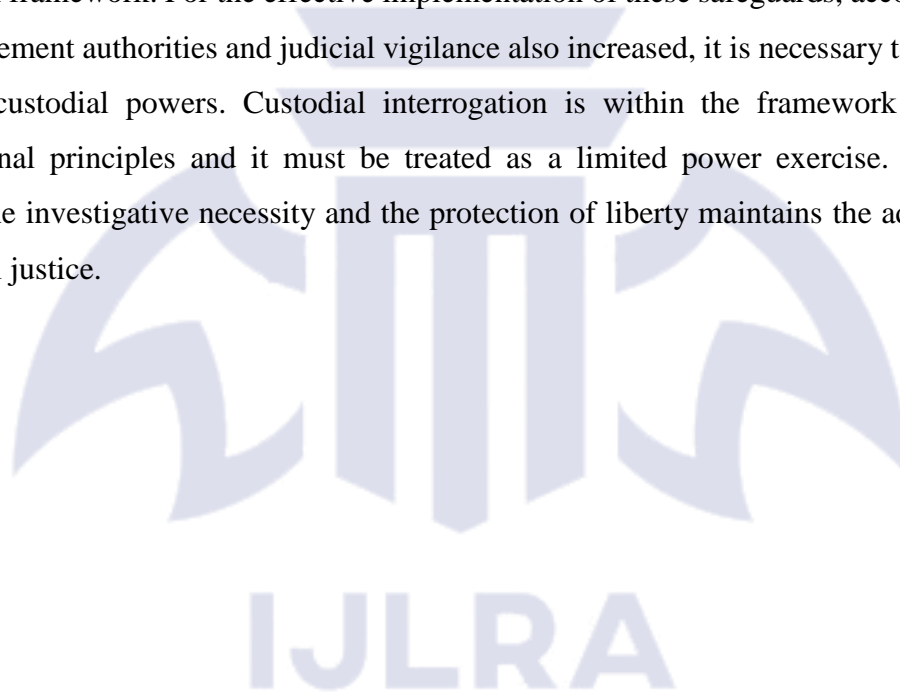 framework. For the effective implementation of these safeguards,
ement authorities and judicial vigilance also increased, it is necessary
custodial powers. Custodial interrogation is within the framework
nal principles and it must be treated as a limited power exercise.
e investigative necessity and the protection of liberty maintains the
justice.
IJLRA